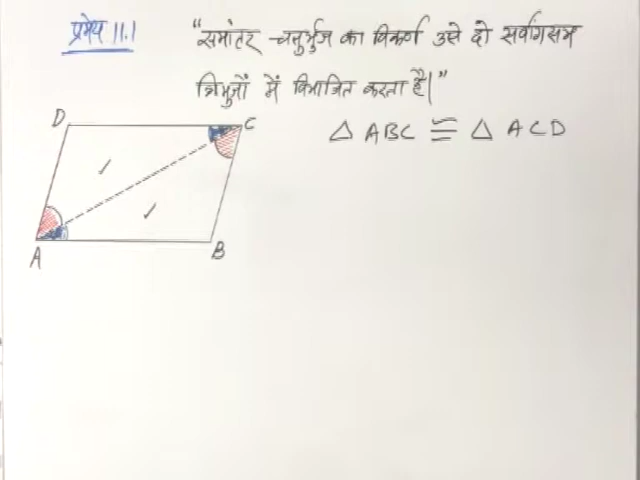 प्रमेय 11.1
"समांतर चतुर्भुज का विकर्ण उसे दो सर्वांगसम
त्रिभुजों में विभाजित करता है।"
D
C
△ ABC ≅ △ ACD
A
B